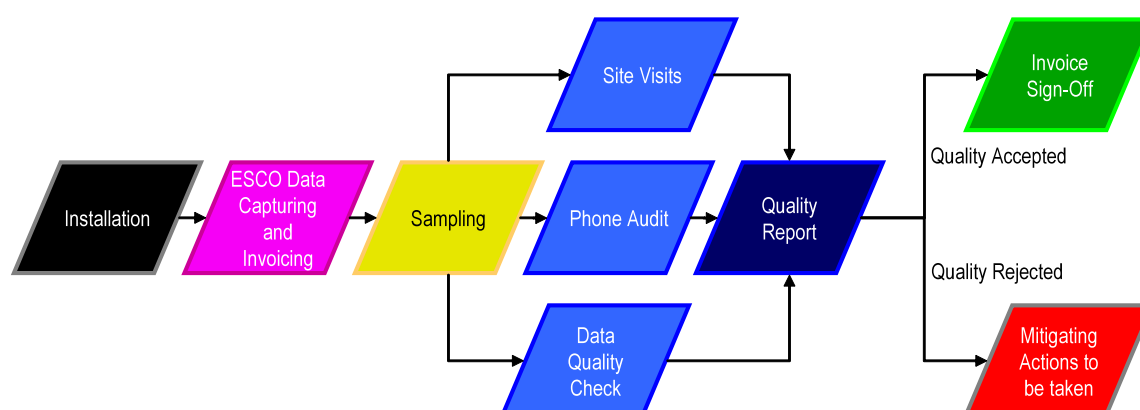 Installation
ESCO Data
Capturing
and
Invoicing
Sampling
Site Visits
Phone Audit
Data
Quality
Check
Quality
Report
Quality Accepted
Quality Rejected
Invoice
Sign-Off
Mitigating
Actions to
be taken